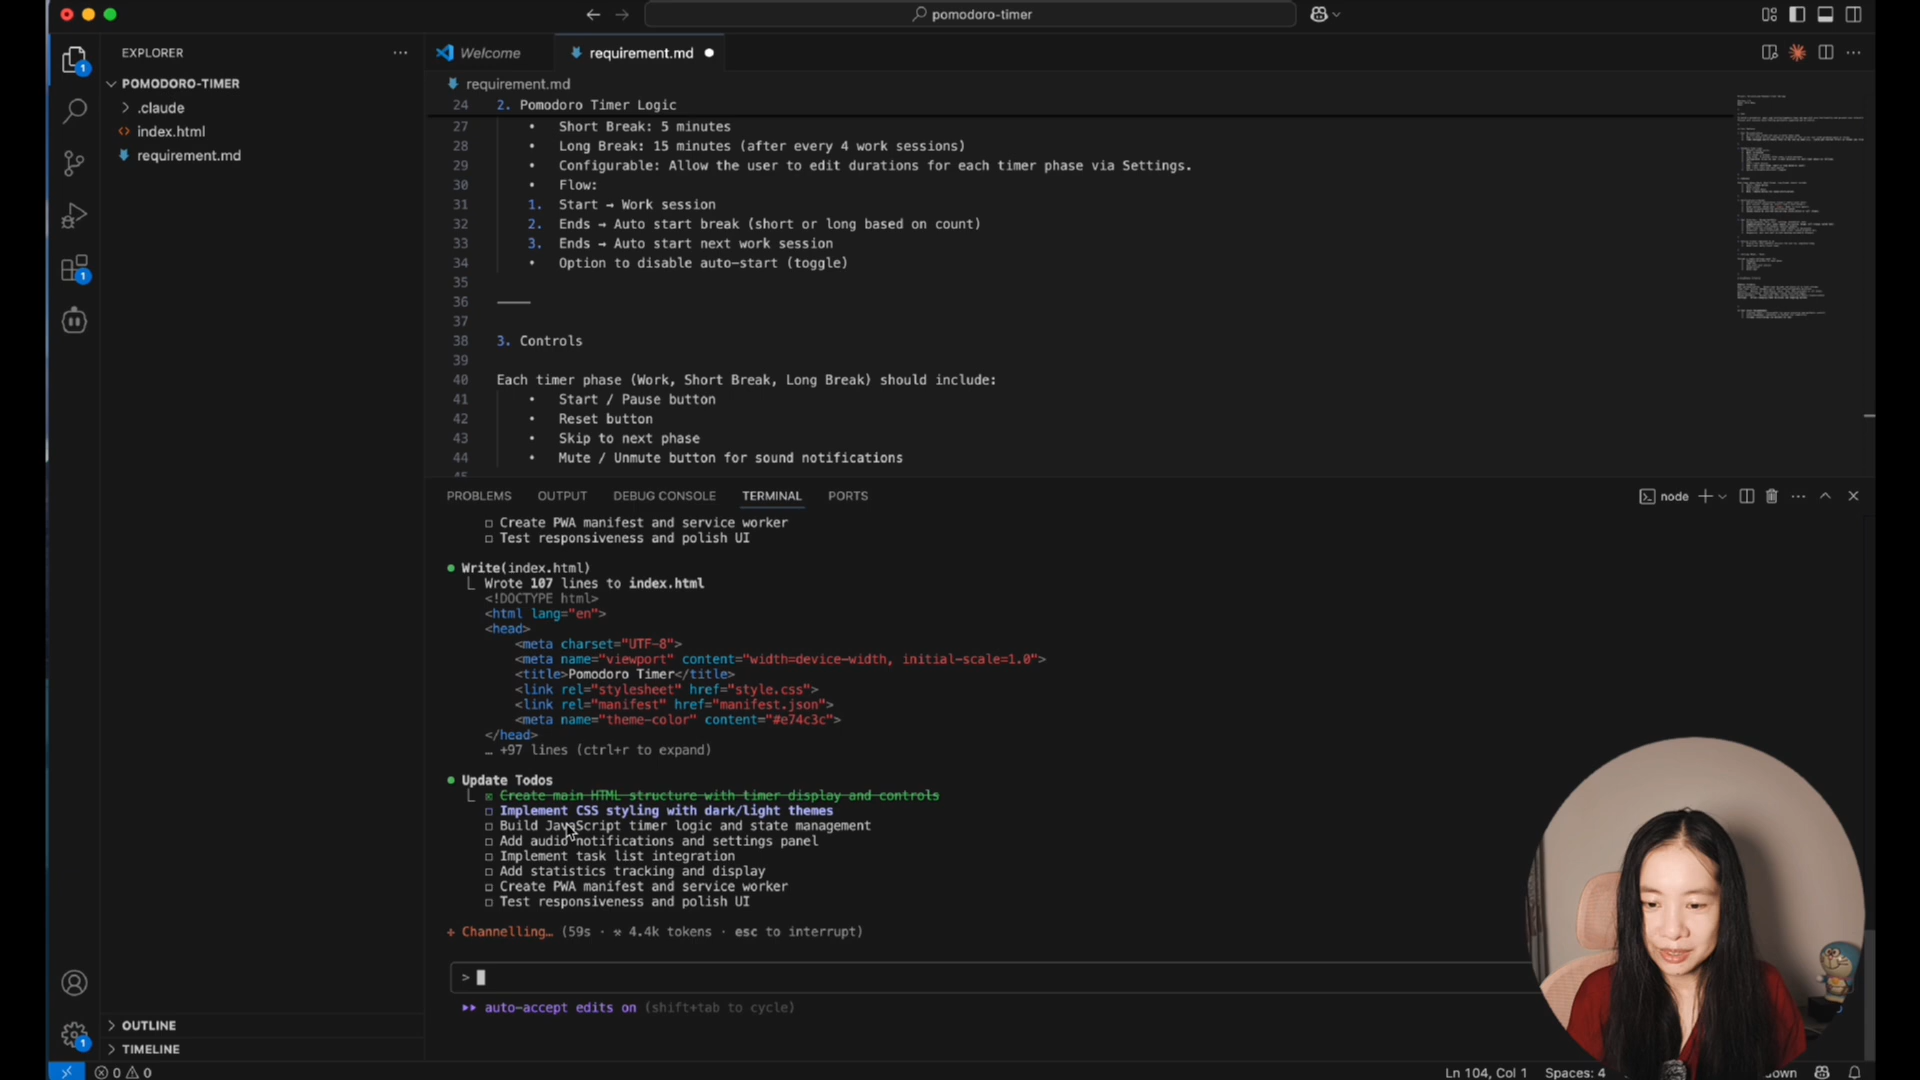 pomodoro-timer
EXPLORER
POMODORO-TIMER
.claude
index.html
requirement.md
OUTLINE
TIMELINE
1
1
1
Welcome
requirement.md
requirement.md
24 2. Pomodoro Timer Logic
27 • Short Break: 5 minutes
28 • Long Break: 15 minutes (after every 4 work sessions)
29 • Configurable: Allow the user to edit durations for each timer phase via Settings.
30 • Flow:
31 1. Start → Work session
32 2. Ends → Auto start break (short or long based on count)
33 3. Ends → Auto start next work session
34 • Option to disable auto-start (toggle)
35
36 ⸻
37
38 3. Controls
39
40 Each timer phase (Work, Short Break, Long Break) should include:
41 • Start / Pause button
42 • Reset button
43 • Skip to next phase
44 • Mute / Unmute button for sound notifications
45
PROBLEMS OUTPUT DEBUG CONSOLE TERMINAL PORTS
node
☐ Create PWA manifest and service worker
☐ Test responsiveness and polish UI
● Write(index.html)
Wrote 107 lines to index.html
<!DOCTYPE html>
<html lang="en">
<head>
<meta charset="UTF-8">
<meta name="viewport" content="width=device-width, initial-scale=1.0">
<title>Pomodoro Timer</title>
<link rel="stylesheet" href="style.css">
<link rel="manifest" href="manifest.json">
<meta name="theme-color" content="#e74c3c">
</head>
… +97 lines (ctrl+r to expand)
● Update Todos
☒ Create main HTML structure with timer display and controls
☐ Implement CSS styling with dark/light themes
☐ Build JavaScript timer logic and state management
☐ Add audio notifications and settings panel
☐ Implement task list integration
☐ Add statistics tracking and display
☐ Create PWA manifest and service worker
☐ Test responsiveness and polish UI
Channelling… (59s · 4.4k tokens · esc to interrupt)
>
auto-accept edits on (shift+tab to cycle)
0 0
Ln 104, Col 1 Spaces: 4